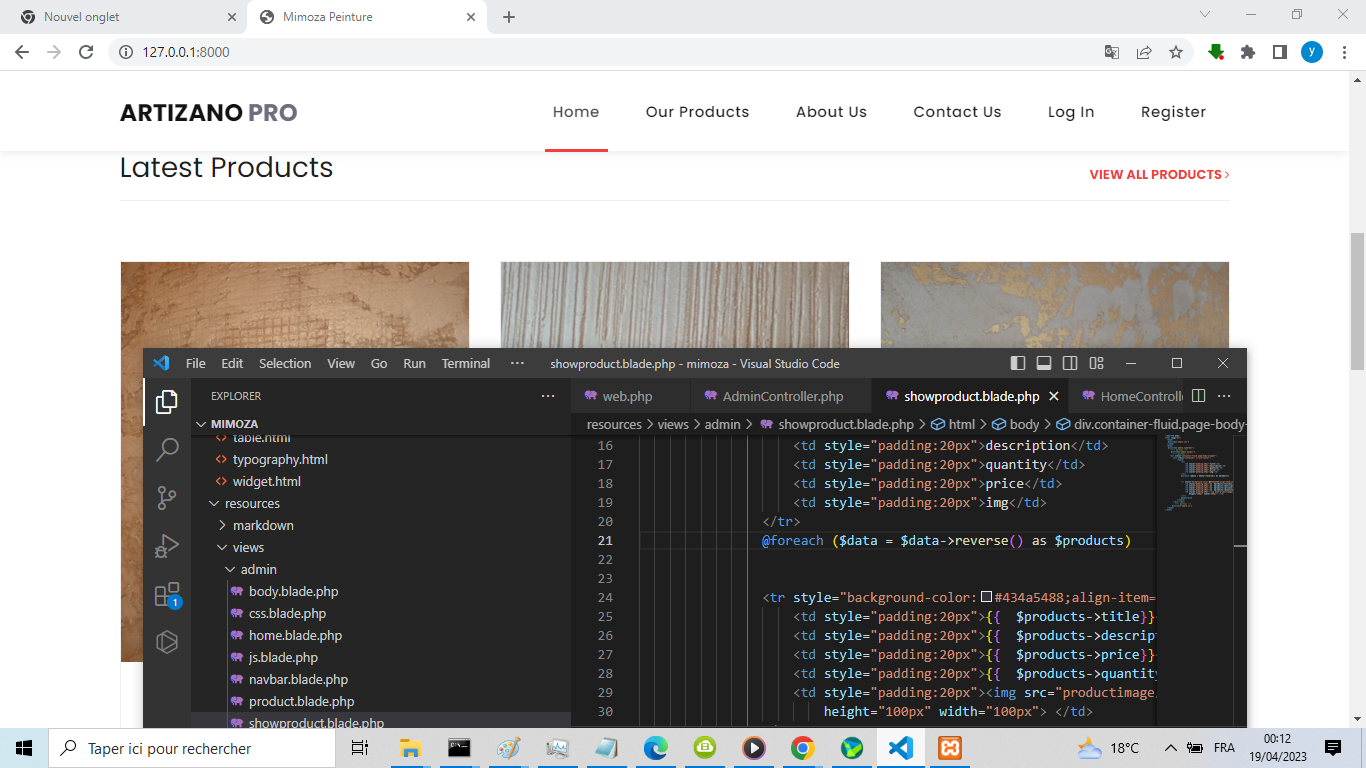 Nouvel onglet
Mimoza Peinture
127.0.0.1:8000
y
ARTIZANO PRO
Home
Our Products
About Us
Contact Us
Log In
Register
Latest Products
VIEW ALL PRODUCTS
File Edit Selection View Go Run Terminal ···
showproduct.blade.php - mimoza - Visual Studio Code
EXPLORER
MIMOZA
table.html
typography.html
widget.html
resources
markdown
views
admin
body.blade.php
css.blade.php
home.blade.php
js.blade.php
navbar.blade.php
product.blade.php
showproduct.blade.php
1
web.php
AdminController.php
showproduct.blade.php
HomeControll
resources > views > admin > showproduct.blade.php > html > body > div.container-fluid.page-body-
16 <td style="padding:20px">description</td>
17 <td style="padding:20px">quantity</td>
18 <td style="padding:20px">price</td>
19 <td style="padding:20px">img</td>
20 </tr>
21 @foreach ($data = $data->reverse() as $products)
22
23
24 <tr style="background-color:#434a5488;align-item=
25 <td style="padding:20px">{{  $products->title}}
26 <td style="padding:20px">{{  $products->descrip
27 <td style="padding:20px">{{  $products->price}}
28 <td style="padding:20px">{{  $products->quantity
29 <td style="padding:20px"><img src="productimage
30 height="100px" width="100px"> </td>
Taper ici pour rechercher
18°C
FRA
00:12
19/04/2023